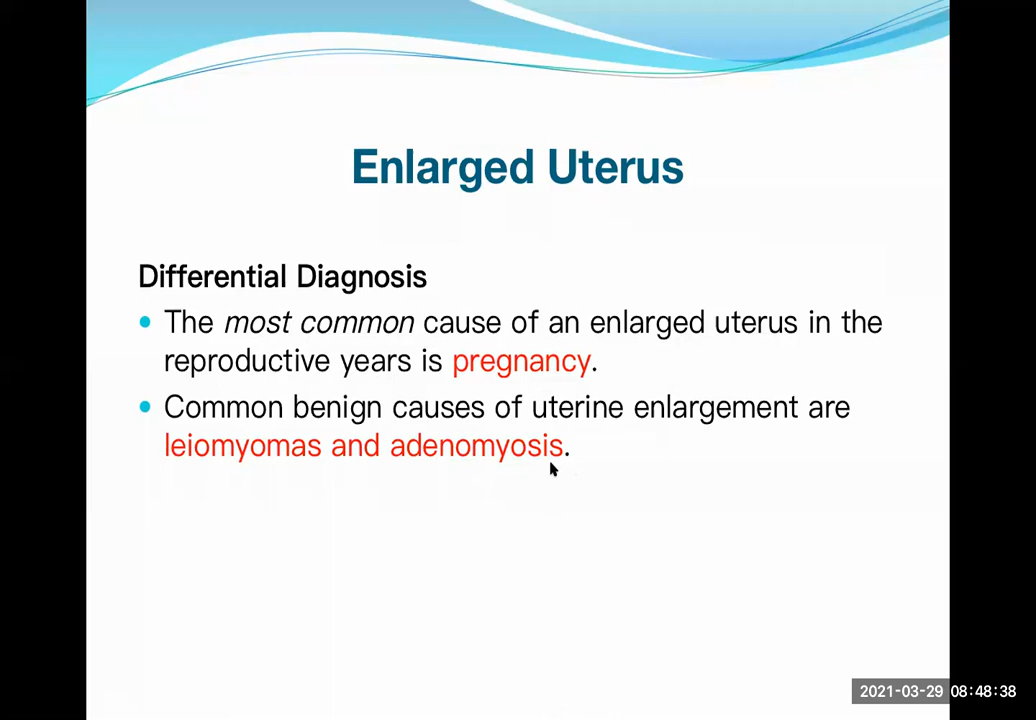 Enlarged Uterus
Differential Diagnosis
• The most common cause of an enlarged uterus in the
reproductive years is pregnancy.
• Common benign causes of uterine enlargement are
leiomyomas and adenomyosis.
2021-03-29 08:48:38